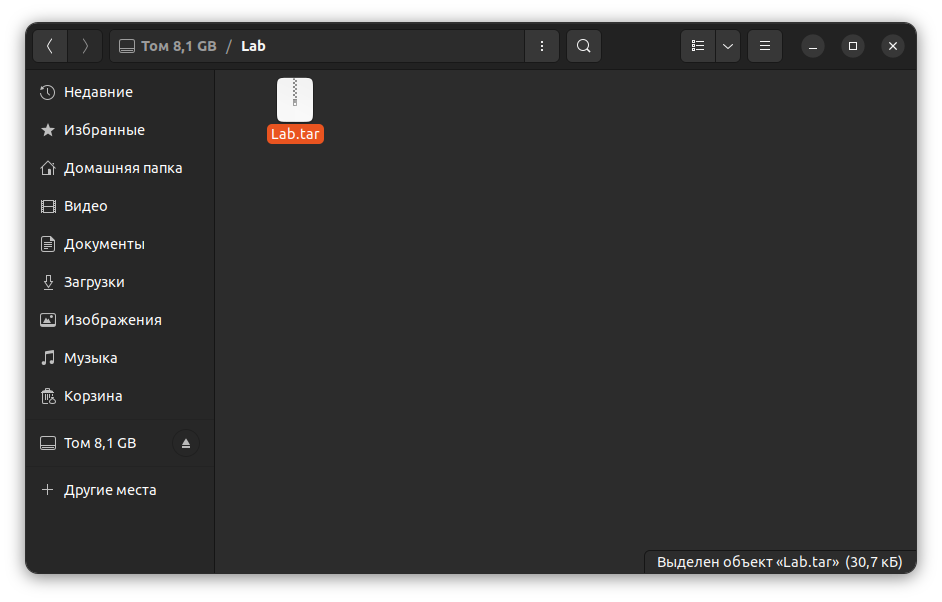 Том 8,1 GB / Lab
Недавние
Избранные
Домашняя папка
Видео
Документы
Загрузки
Изображения
Музыка
Корзина
Том 8,1 GB
Другие места
Lab.tar
Выделен объект «Lab.tar» (30,7 кБ)